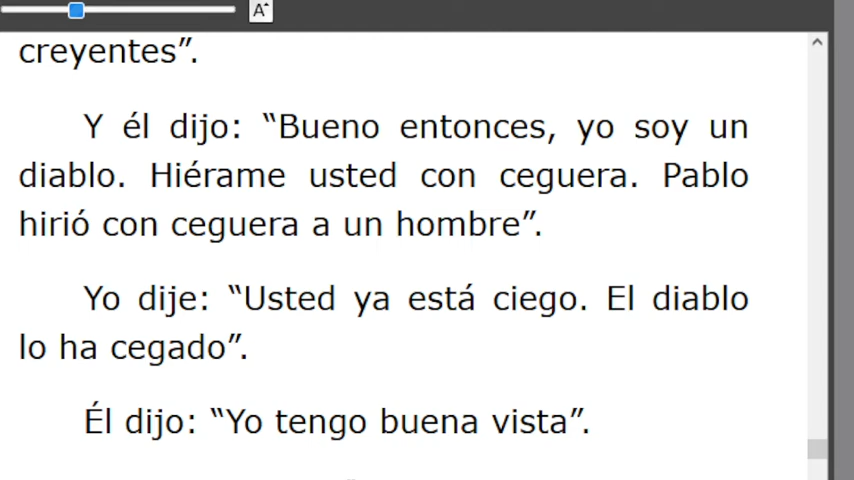 A
creyentes”.
Y él dijo: “Bueno entonces, yo soy un
diablo. Hiérame usted con ceguera. Pablo
hirió con ceguera a un hombre”.
Yo dije: “Usted ya está ciego. El diablo
lo ha cegado”.
Él dijo: “Yo tengo buena vista”.